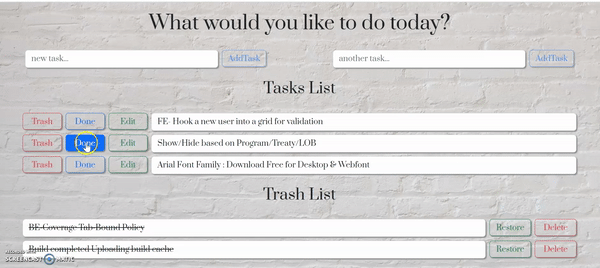 What would you like to do today?
new task... AddTask another task... AddTask
Tasks List
Trash Done Edit FE- Hook a new user into a grid for validation
Trash Done Edit Show/Hide based on Program/Treaty/LOB
Trash Done Edit Arial Font Family : Download Free for Desktop & Webfont
Trash List
BE-Coverage Tab-Bound Policy Restore Delete
Build completed Uploading build cache Restore Delete
SCREENCAST MATIC